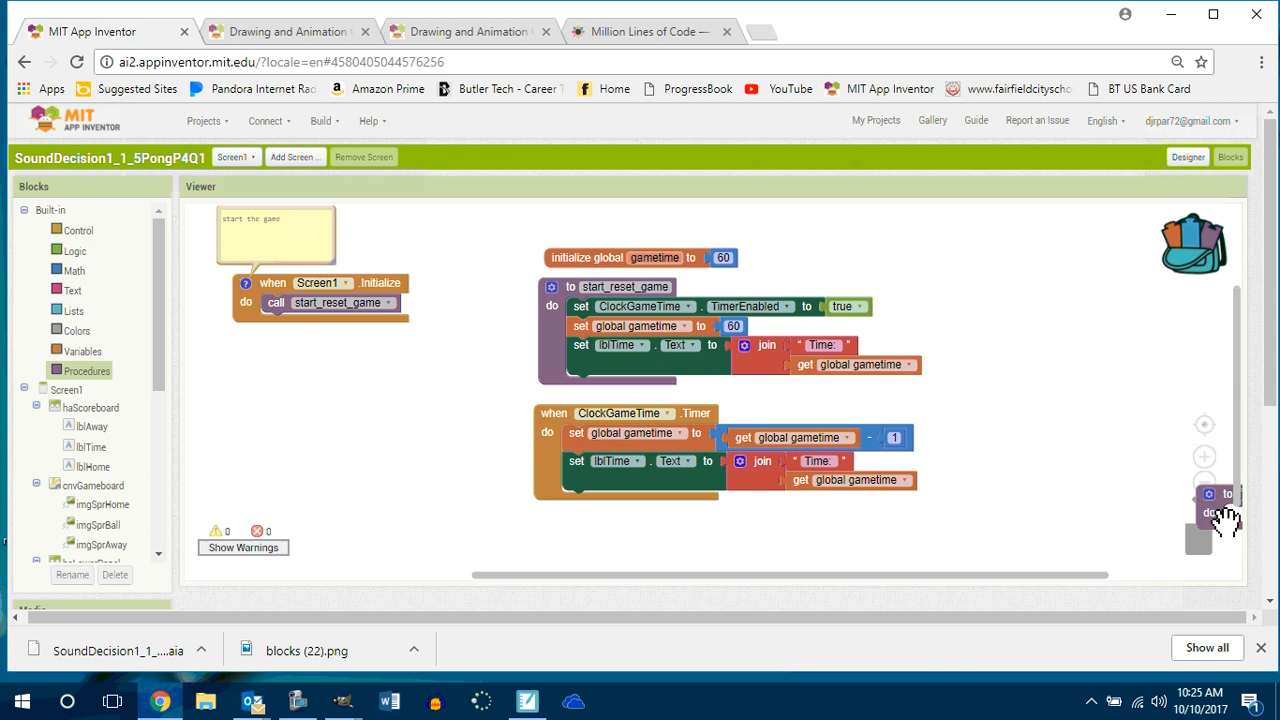 MIT App Inventor
Drawing and Animation
Drawing and Animation
Million Lines of Code —
ai2.appinventor.mit.edu/?locale=en#4580405044576256
Apps
Suggested Sites
Pandora Internet Rad
Amazon Prime
Butler Tech - Career T
Home
ProgressBook
YouTube
MIT App Inventor
www.fairfieldcityscho
BT US Bank Card
MIT
APP INVENTOR
Projects
Connect
Build
Help
My Projects
Gallery
Guide
Report an Issue
English
djrpar72@gmail.com
SoundDecision1_1_5PongP4Q1
Screen1
Add Screen ...
Remove Screen
Designer
Blocks
Blocks
Viewer
Built-in
Control
Logic
Math
Text
Lists
Colors
Variables
Procedures
Screen1
haScoreboard
lblAway
lblTime
lblHome
cnvGameboard
imgSprHome
imgSprBall
imgSprAway
Rename
Delete
start the game
? when Screen1 .Initialize
do call start_reset_game
initialize global gametime to 60
to start_reset_game
do set ClockGameTime . TimerEnabled to true
set global gametime to 60
set lblTime . Text to join " Time: "
get global gametime
when ClockGameTime .Timer
do set global gametime to get global gametime - 1
set lblTime . Text to join " Time: "
get global gametime
to
do
0 0
Show Warnings
SoundDecision1_1_....aia
blocks (22).png
Show all
10:25 AM
10/10/2017